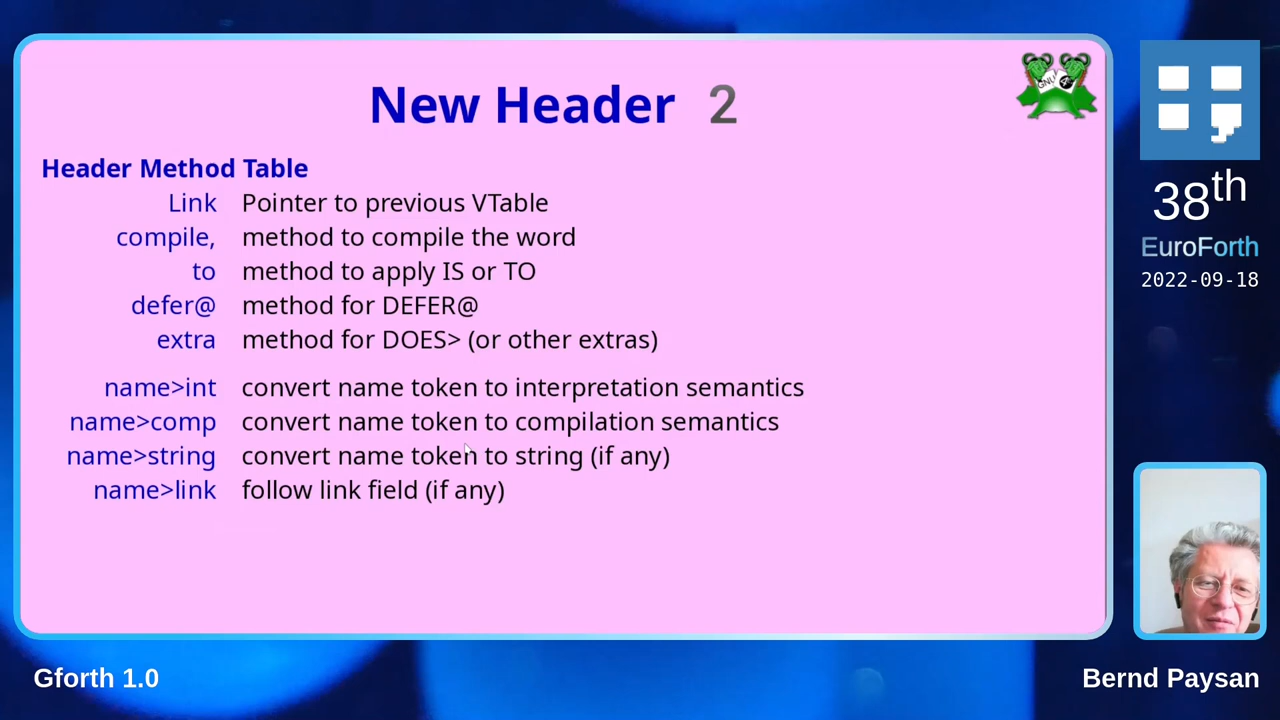 New Header 2
Header Method Table
Link Pointer to previous VTable
compile, method to compile the word
to method to apply IS or TO
defer@ method for DEFER@
extra method for DOES> (or other extras)
name>int convert name token to interpretation semantics
name>comp convert name token to compilation semantics
name>string convert name token to string (if any)
name>link follow link field (if any)
GNU 4
38th
EuroForth
2022-09-18
Gforth 1.0
Bernd Paysan